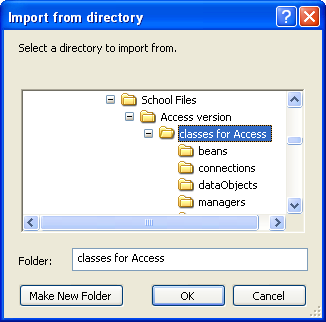 Import from directory
Select a directory to import from.
School Files
Access version
classes for Access
beans
connections
dataObjects
managers
Folder: classes for Access
Make New Folder OK Cancel